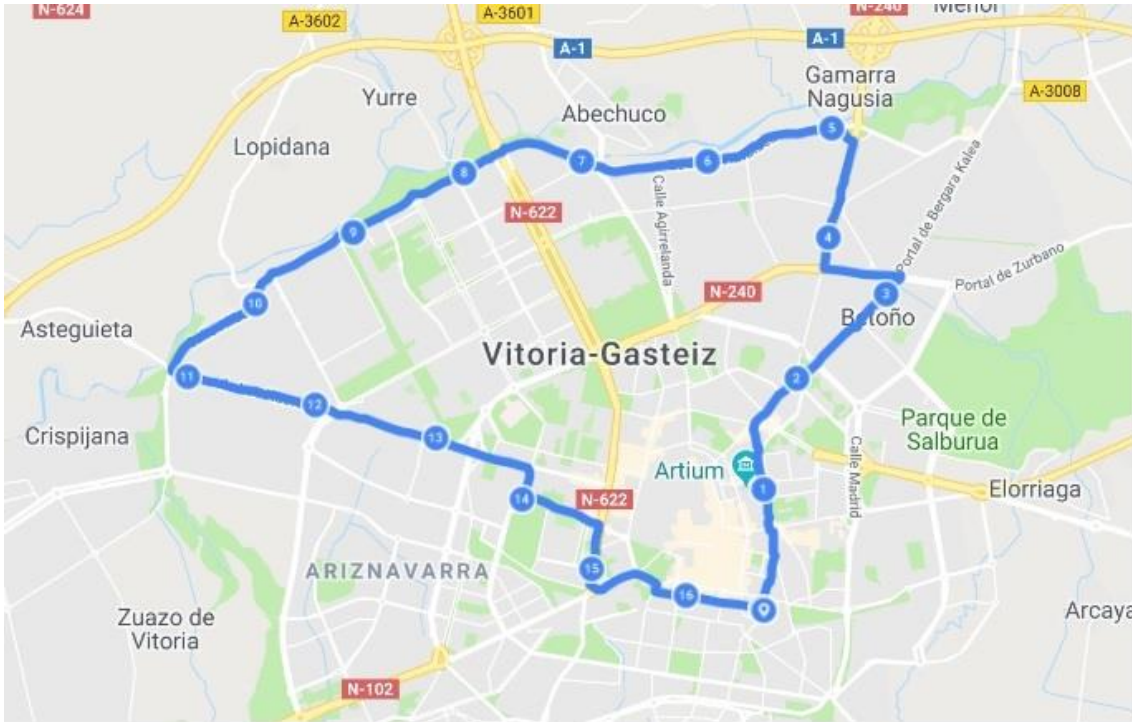 N-624
A-3602
A-3601
N-240
Menor
A-1
A-1
Gamarra
Nagusia
A-3008
Yurre
Abechuco
Lopidana
5
6
7
8
Calle Agirrelanda
Portal de Bergara Kalea
N-622
9
4
Portal de Zurbano
N-240
3
10
Betoño
Asteguieta
Vitoria-Gasteiz
11
2
12
Parque de
Salburua
Crispijana
13
Artium
Calle Madrid
1
Elorriaga
14
N-622
ARIZNAVARRA
15
16
Zuazo de
Vitoria
Arcaya
N-102